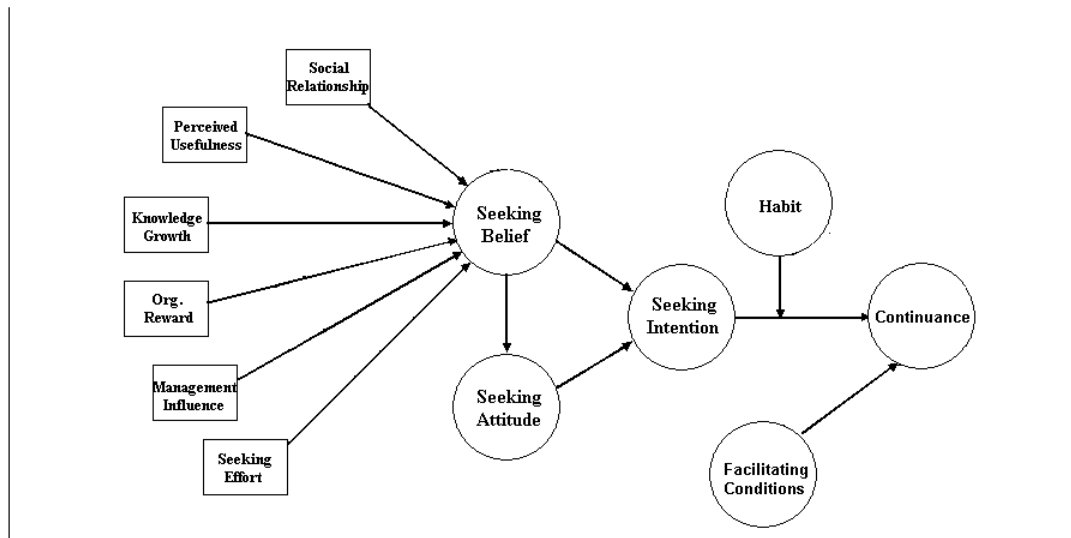 Social
Relationship
Perceived
Usefulness
Knowledge
Growth
Org.
Reward
Management
Influence
Seeking
Effort
Seeking
Belief
Seeking
Attitude
Seeking
Intention
Habit
Continuance
Facilitating
Conditions